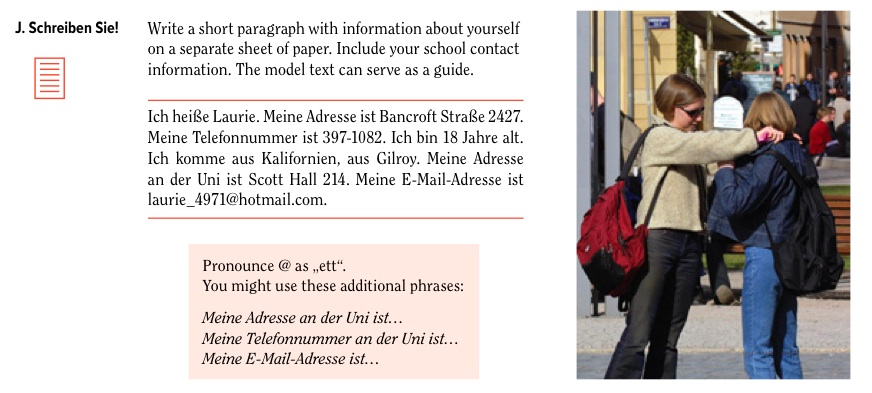 J. Schreiben Sie!
Write a short paragraph with information about yourself
on a separate sheet of paper. Include your school contact
information. The model text can serve as a guide.
Ich heiße Laurie. Meine Adresse ist Bancroft Straße 2427.
Meine Telefonnummer ist 397-1082. Ich bin 18 Jahre alt.
Ich komme aus Kalifornien, aus Gilroy. Meine Adresse
an der Uni ist Scott Hall 214. Meine E-Mail-Adresse ist
laurie_4971@hotmail.com.
Pronounce @ as „ett“.
You might use these additional phrases:
Meine Adresse an der Uni ist…
Meine Telefonnummer an der Uni ist…
Meine E-Mail-Adresse ist…